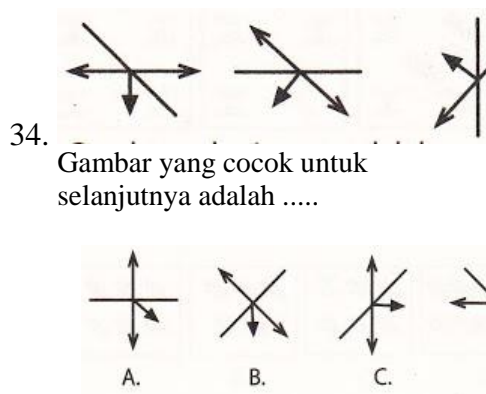 34.
Gambar yang cocok untuk
selanjutnya adalah .....
A.
B.
C.